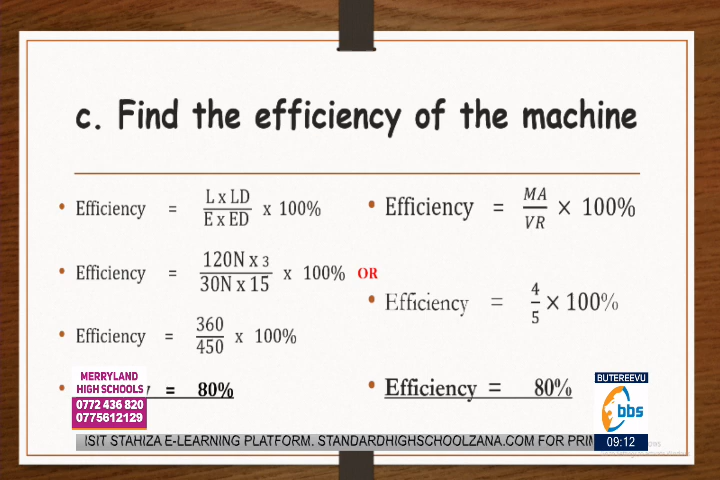 c. Find the efficiency of the machine
• Efficiency = L x LD / E x ED x 100%
• Efficiency = 120N x 3 / 30N x 15 x 100% OR
• Efficiency = 360 / 450 x 100%
• y = 80%
• Efficiency = MA / VR × 100%
• Efficiency = 4 / 5 × 100%
• Efficiency = 80%
MERRYLAND
HIGH SCHOOLS
0772 436 820
0775612129
BUTEREEVU
bbs
09:12
ISIT STAHIZA E-LEARNING PLATFORM. STANDARDHIGHSCHOOLZANA.COM FOR PRIM